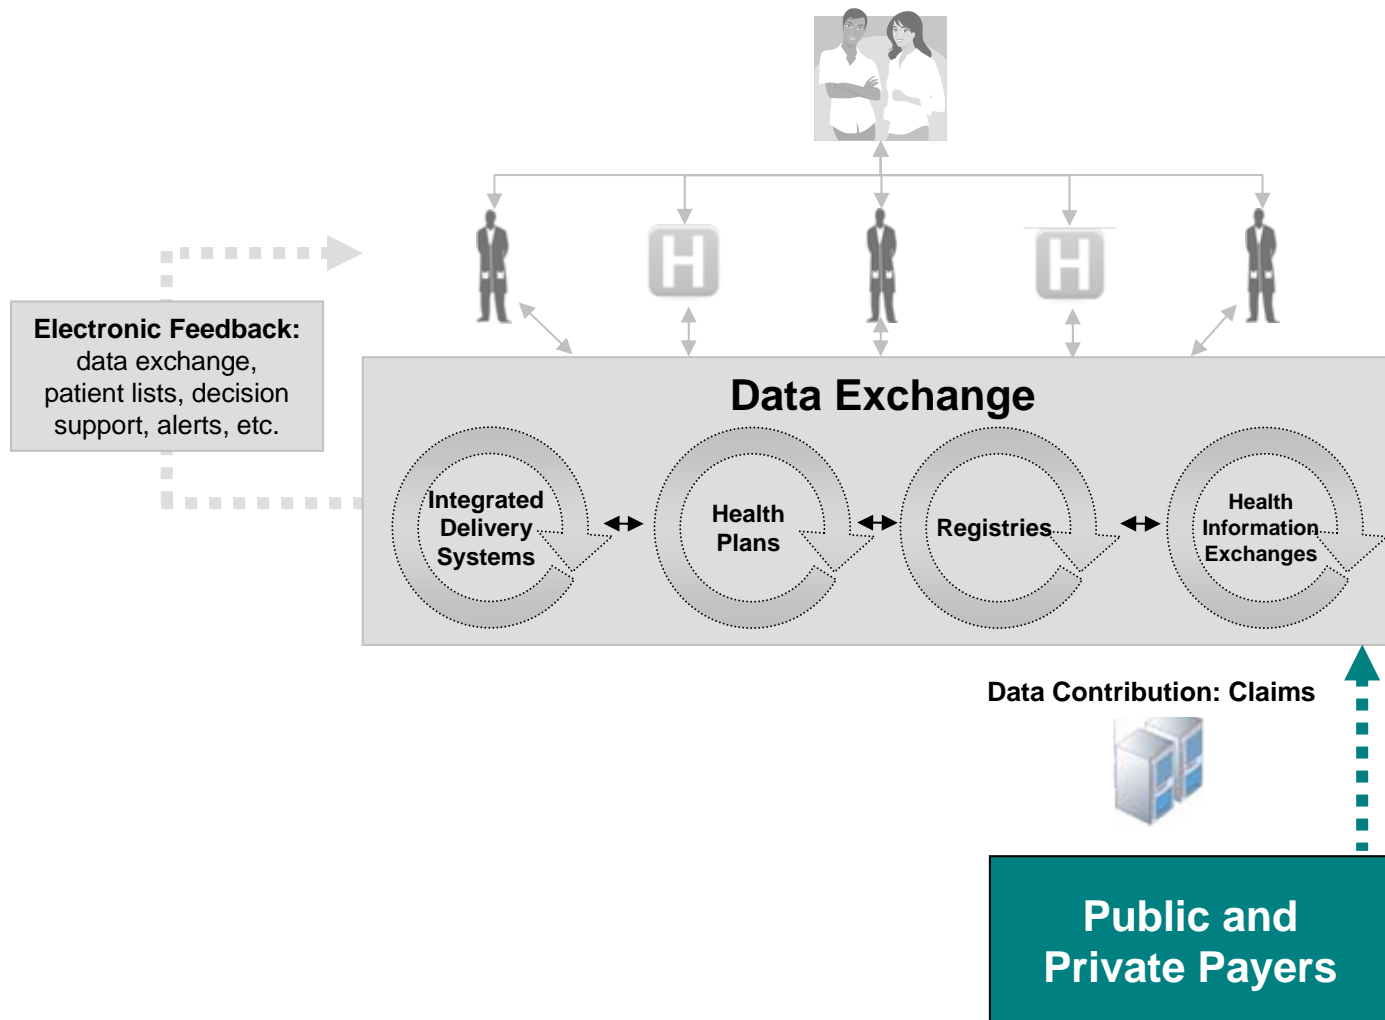 H
H
Electronic Feedback:
data exchange,
patient lists, decision
support, alerts, etc.
Data Exchange
Integrated
Delivery
Systems
Health
Plans
Registries
Health
Information
Exchanges
Data Contribution: Claims
Public and
Private Payers